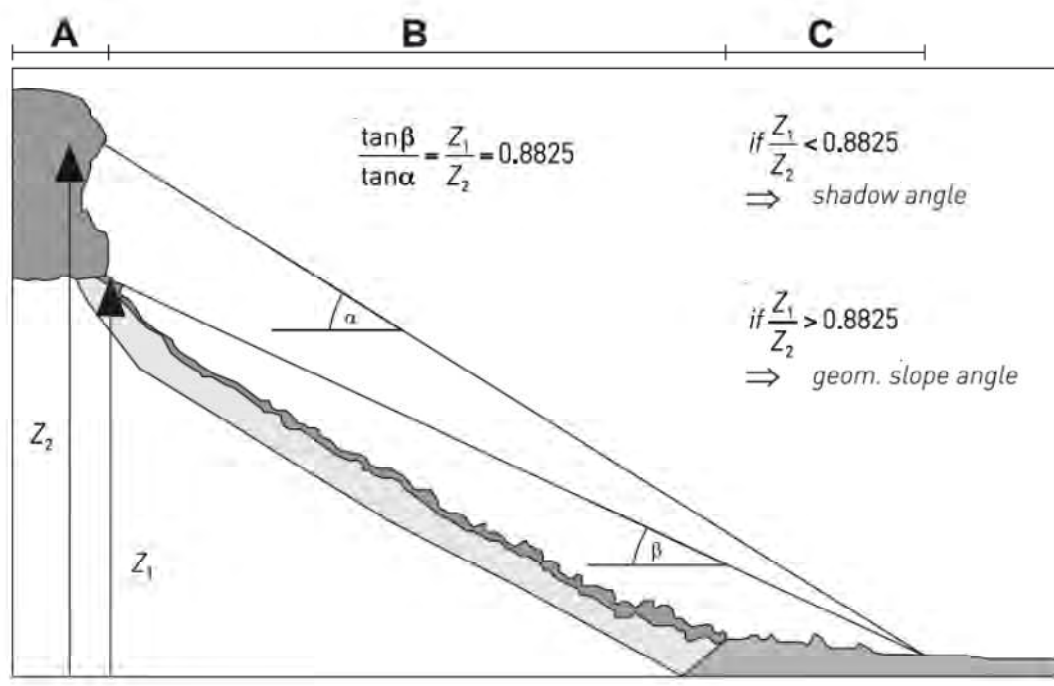 A B C
tanβ/tanα = Z₁/Z₂ = 0.8825
if Z₁/Z₂ < 0.8825
⇒ shadow angle
α
if Z₁/Z₂ > 0.8825
⇒ geom. slope angle
Z₂
β
Z₁